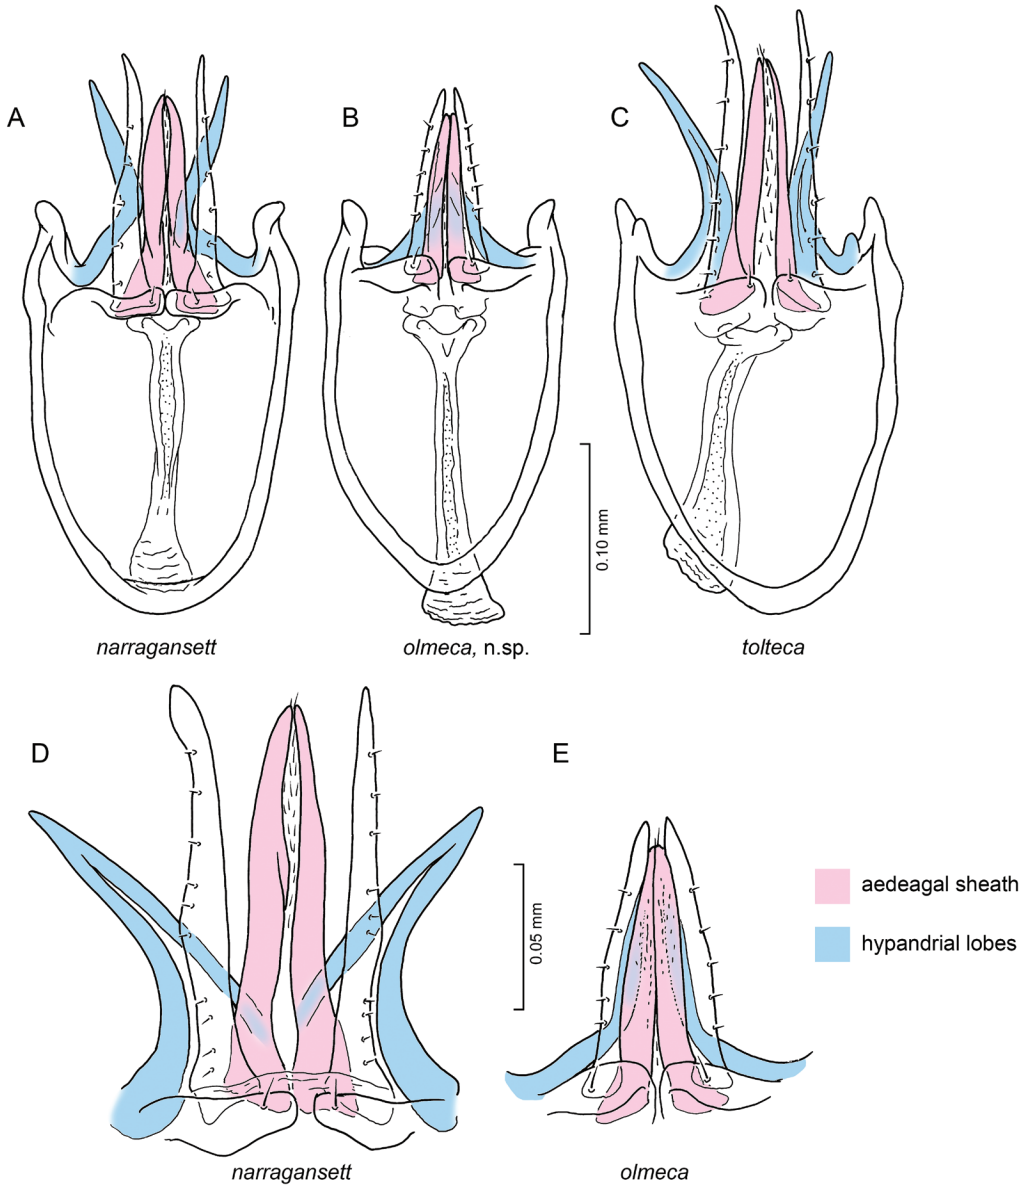 A
B
C
0.10 mm
narragansett
olmeca, n.sp.
tolteca
D
E
0.05 mm
aedeagal sheath
hypandrial lobes
narragansett
olmeca